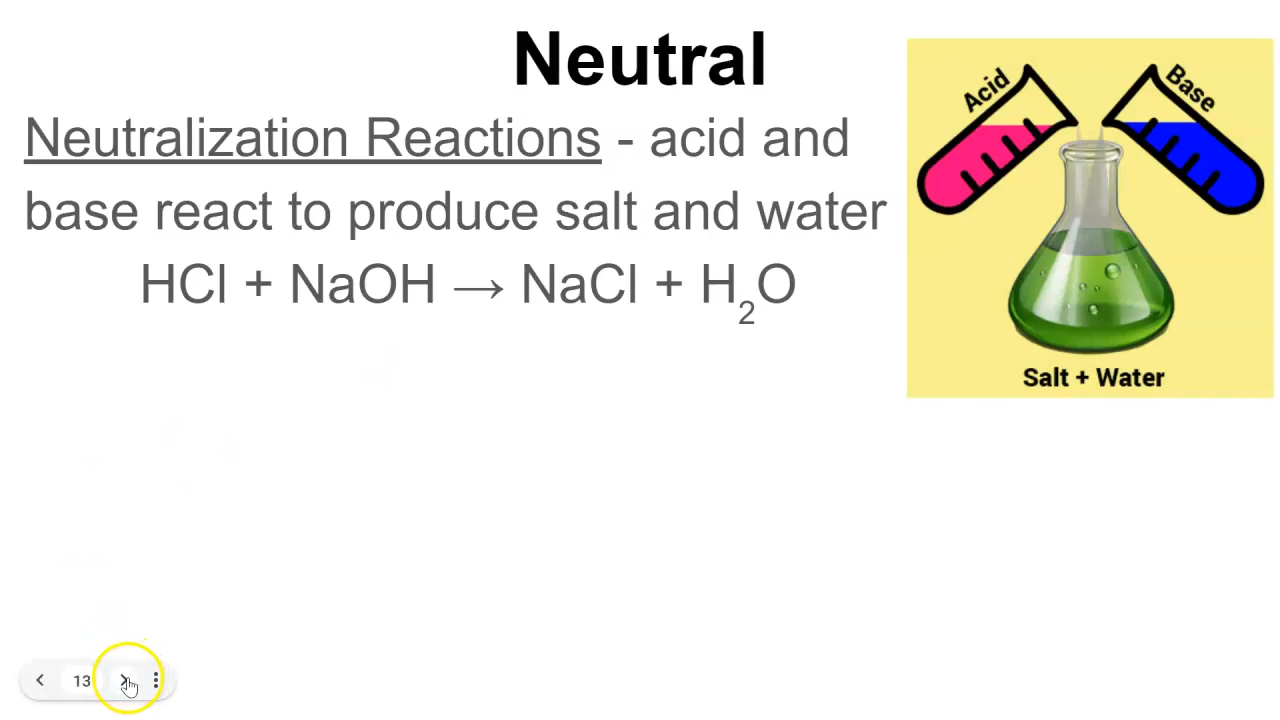 Neutral
Neutralization Reactions - acid and
base react to produce salt and water
HCl + NaOH → NaCl + H₂O
Acid
Base
Salt + Water
13